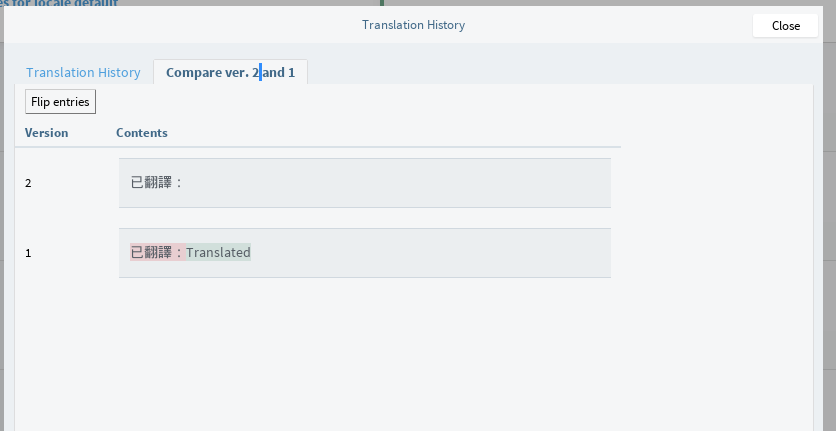 es for locale default
Translation History
Close
Translation History
Compare ver. 2 and 1
Flip entries
Version Contents
2 已翻譯：
1 已翻譯：Translated